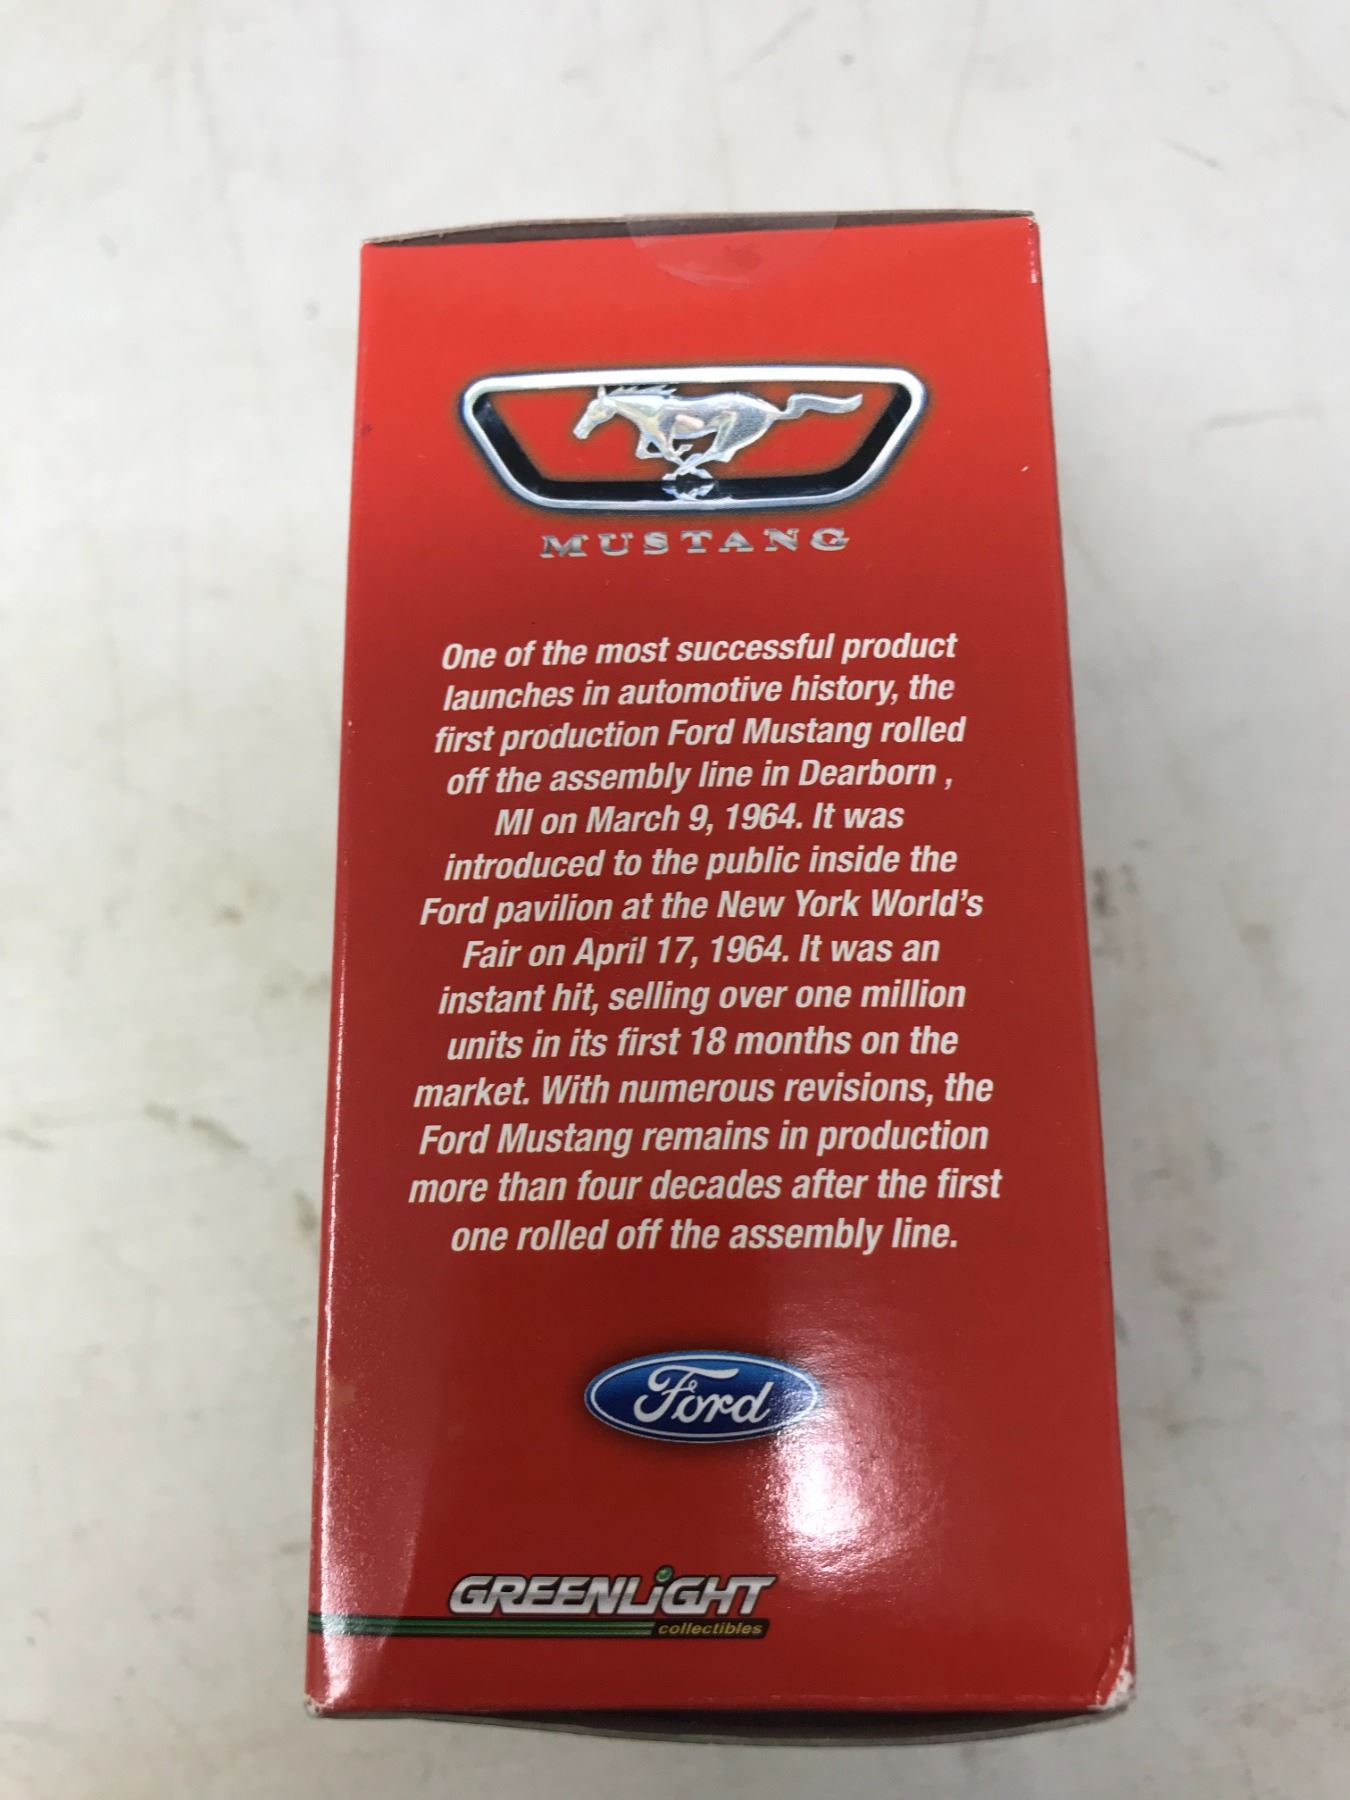 MUSTANG
One of the most successful product
launches in automotive history, the
first production Ford Mustang rolled
off the assembly line in Dearborn ,
MI on March 9, 1964. It was
introduced to the public inside the
Ford pavilion at the New York World's
Fair on April 17, 1964. It was an
instant hit, selling over one million
units in its first 18 months on the
market. With numerous revisions, the
Ford Mustang remains in production
more than four decades after the first
one rolled off the assembly line.
Ford
GREENLiGHT
collectibles